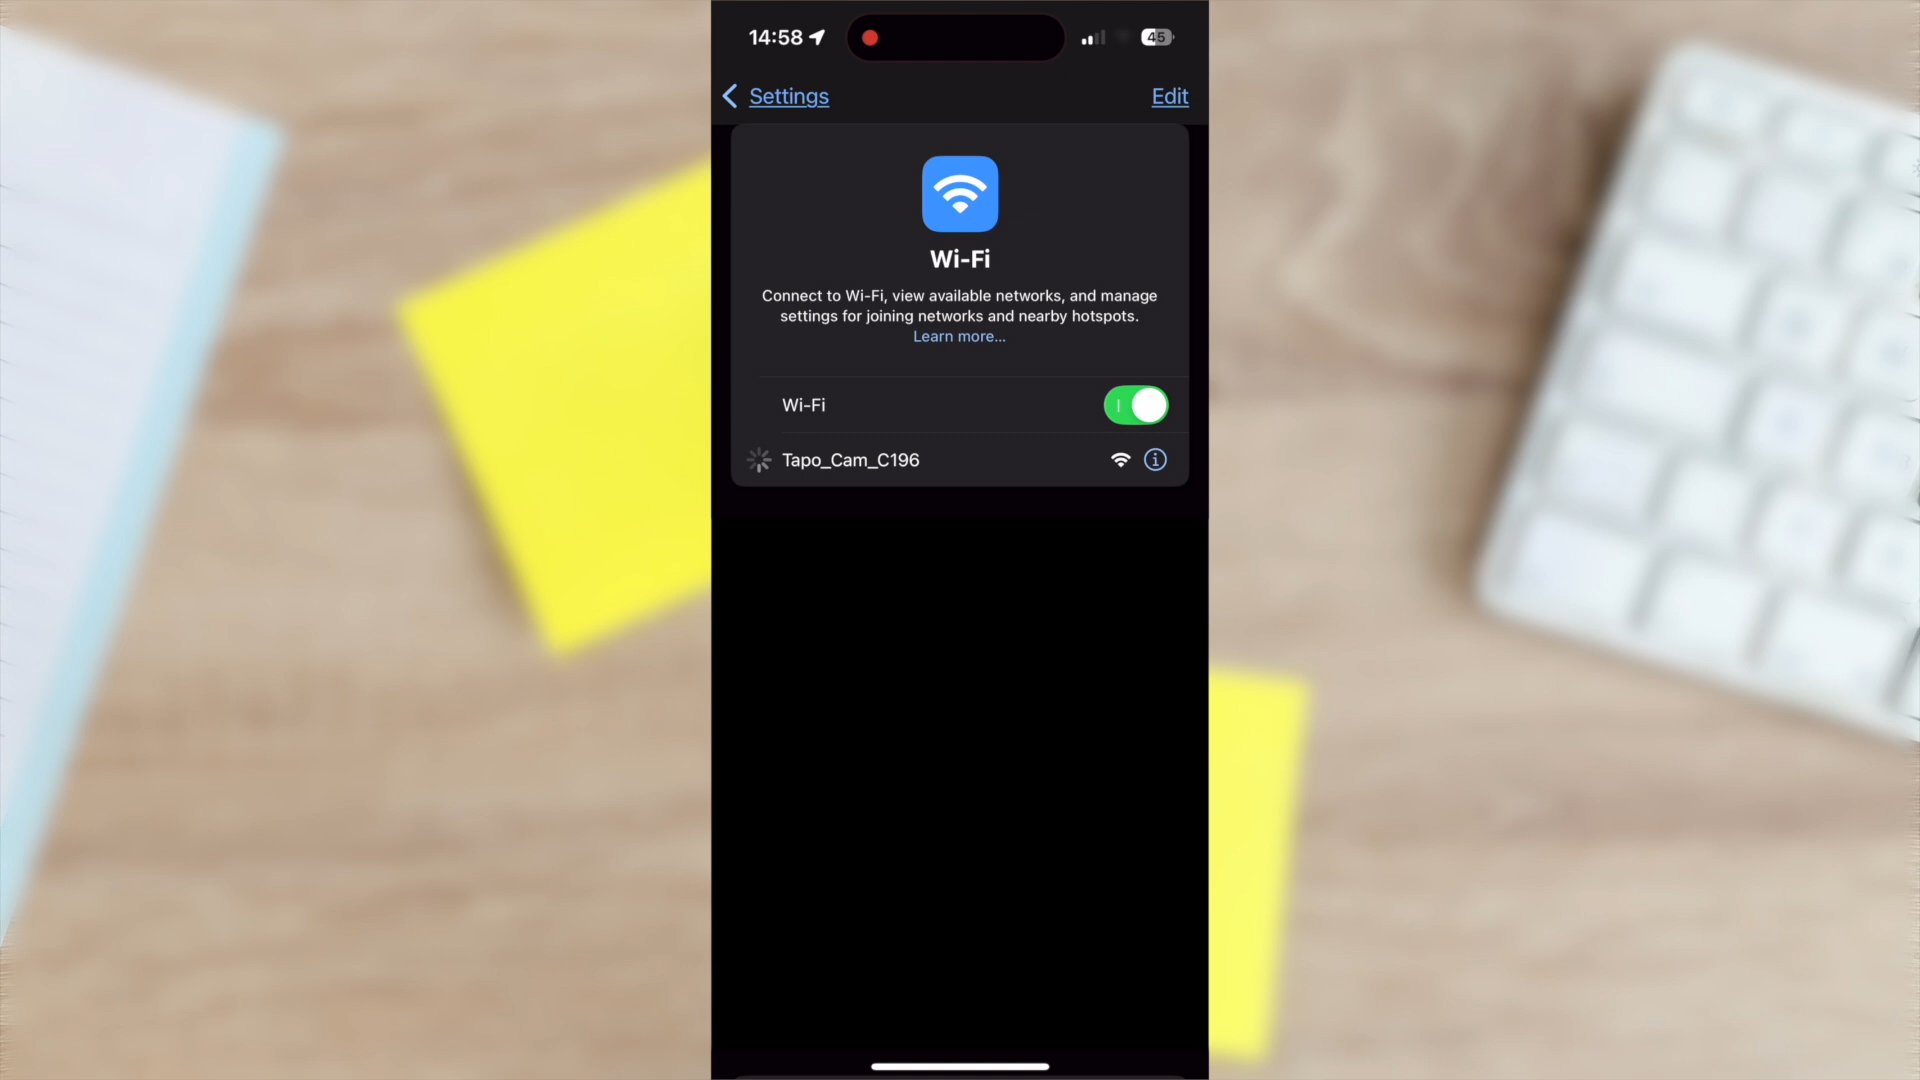 14:58
45
Settings
Edit
Wi-Fi
Connect to Wi-Fi, view available networks, and manage
settings for joining networks and nearby hotspots.
Learn more...
Wi-Fi
Tapo_Cam_C196